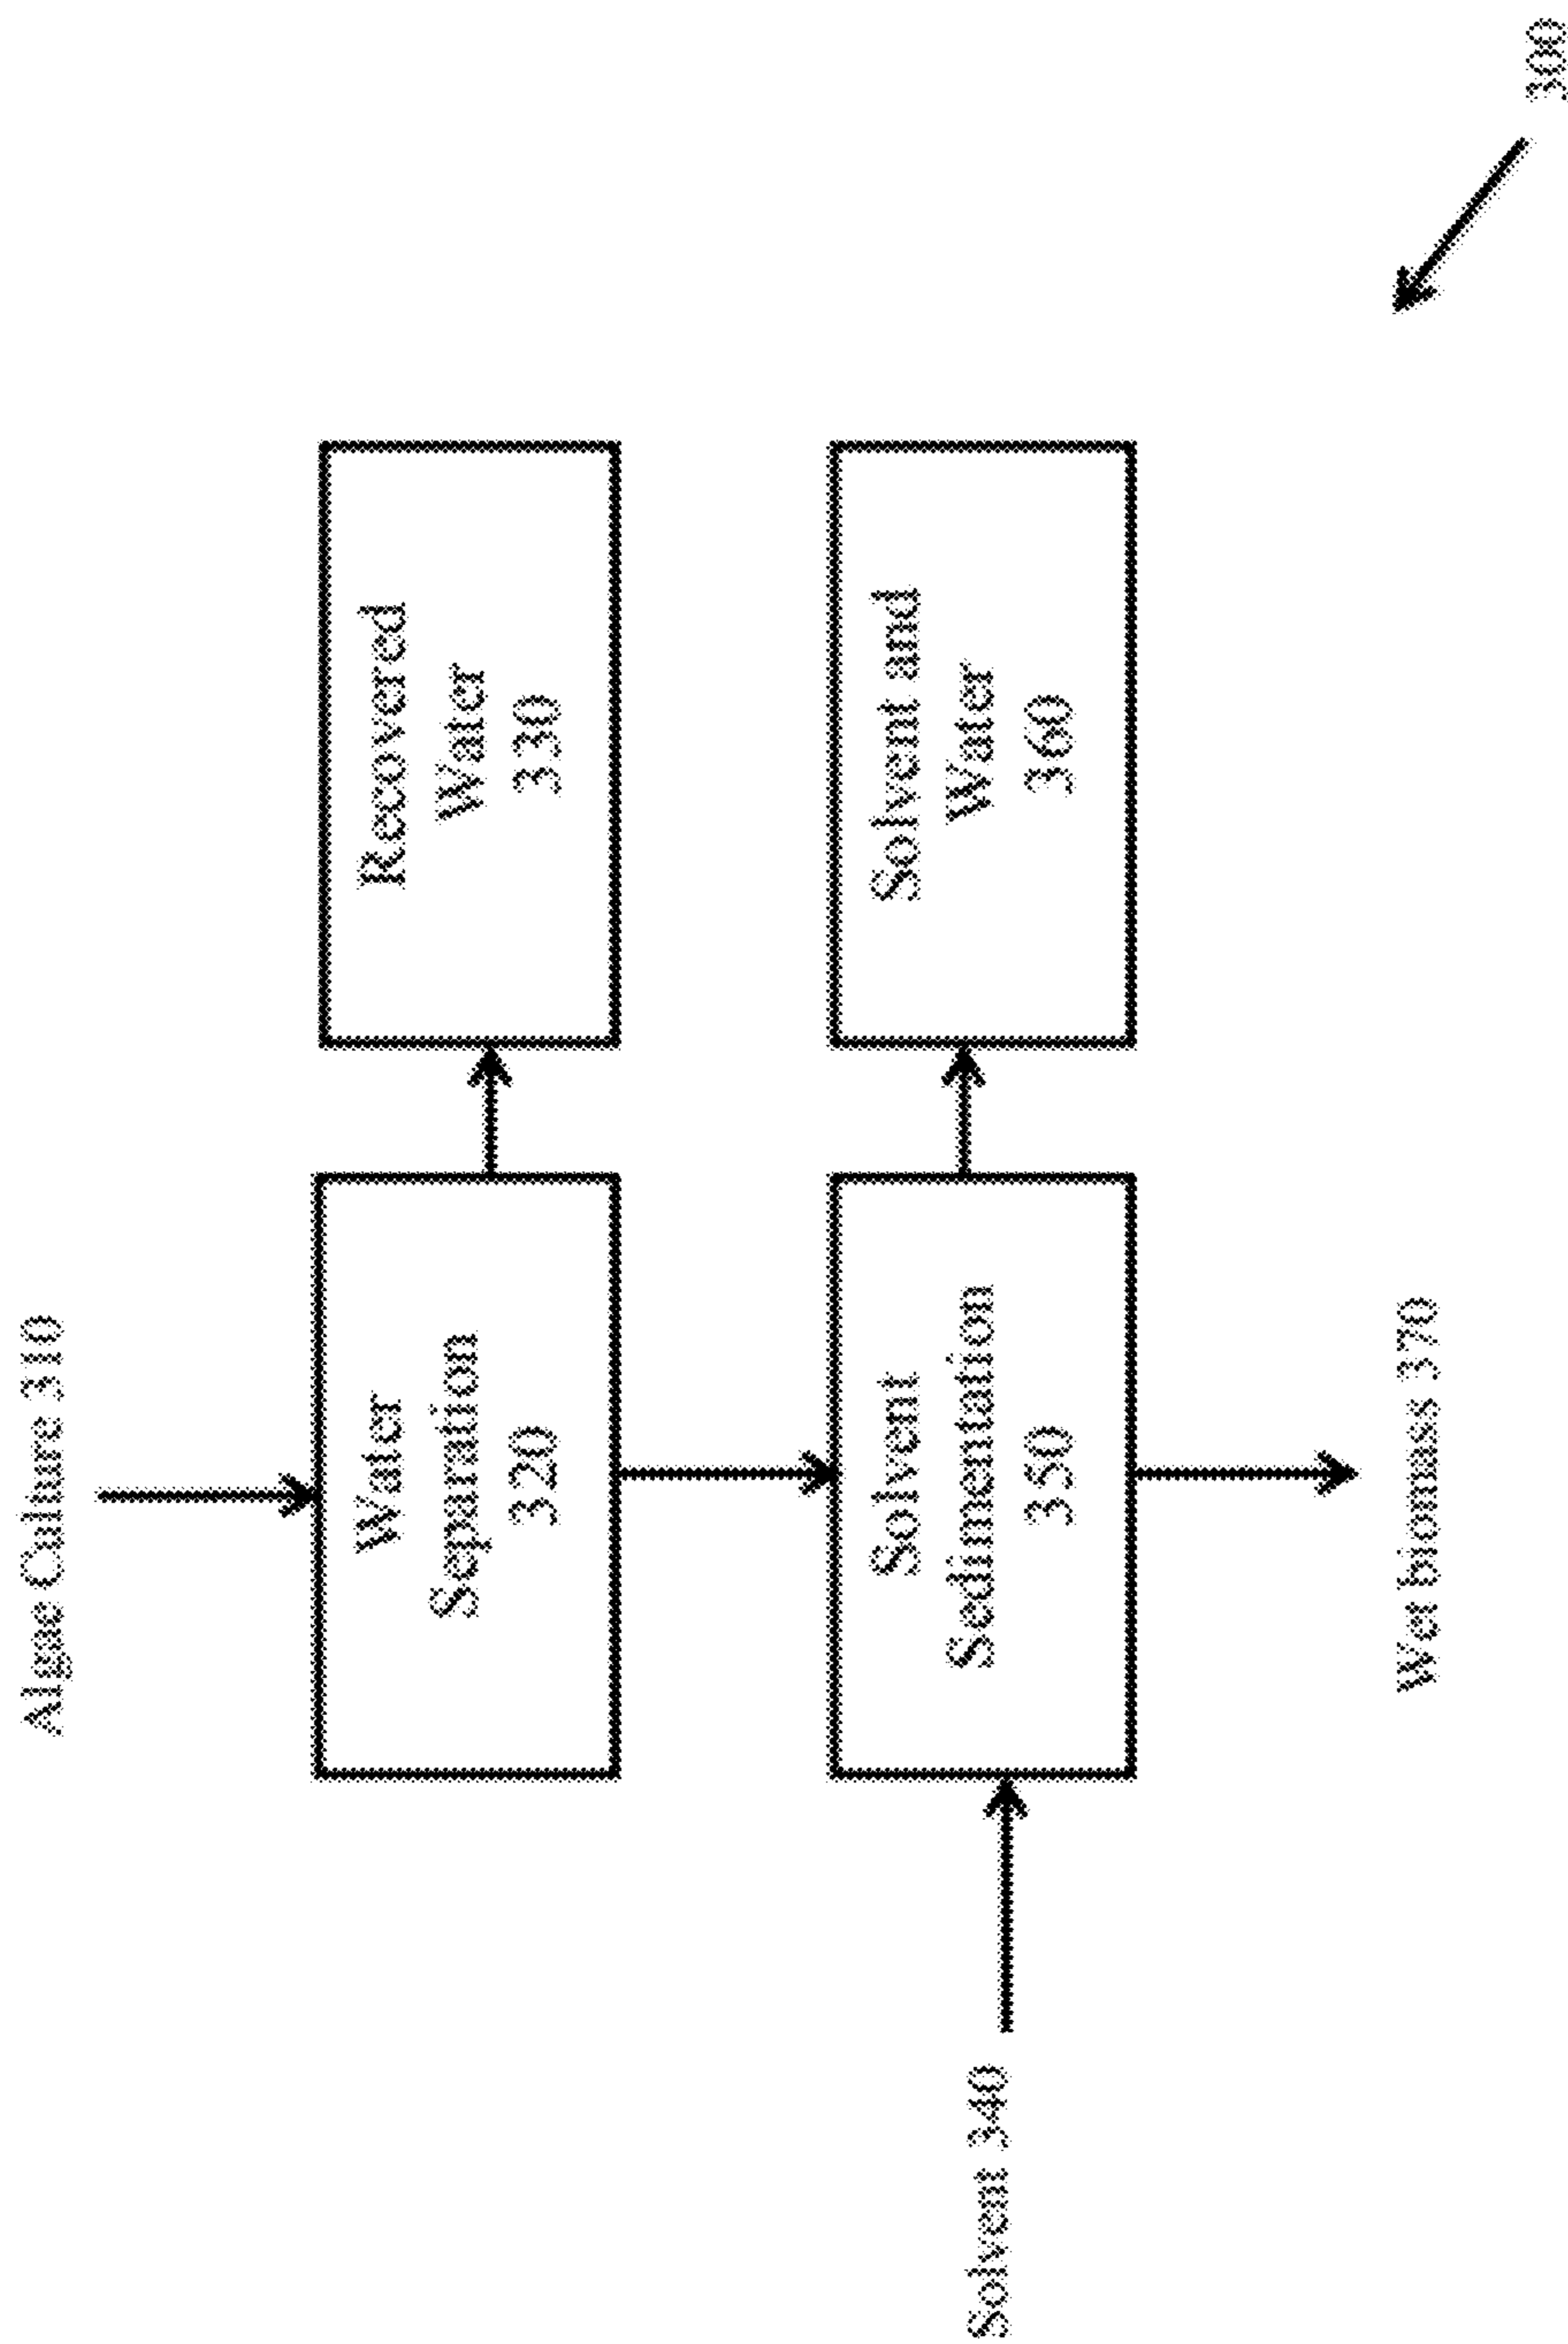 Algae Culture 310
Water
Separation
320
Recovered
Water
330
Solvent 340
Solvent
Sedimentation
350
Solvent and
Water
360
Wet biomass 370
300